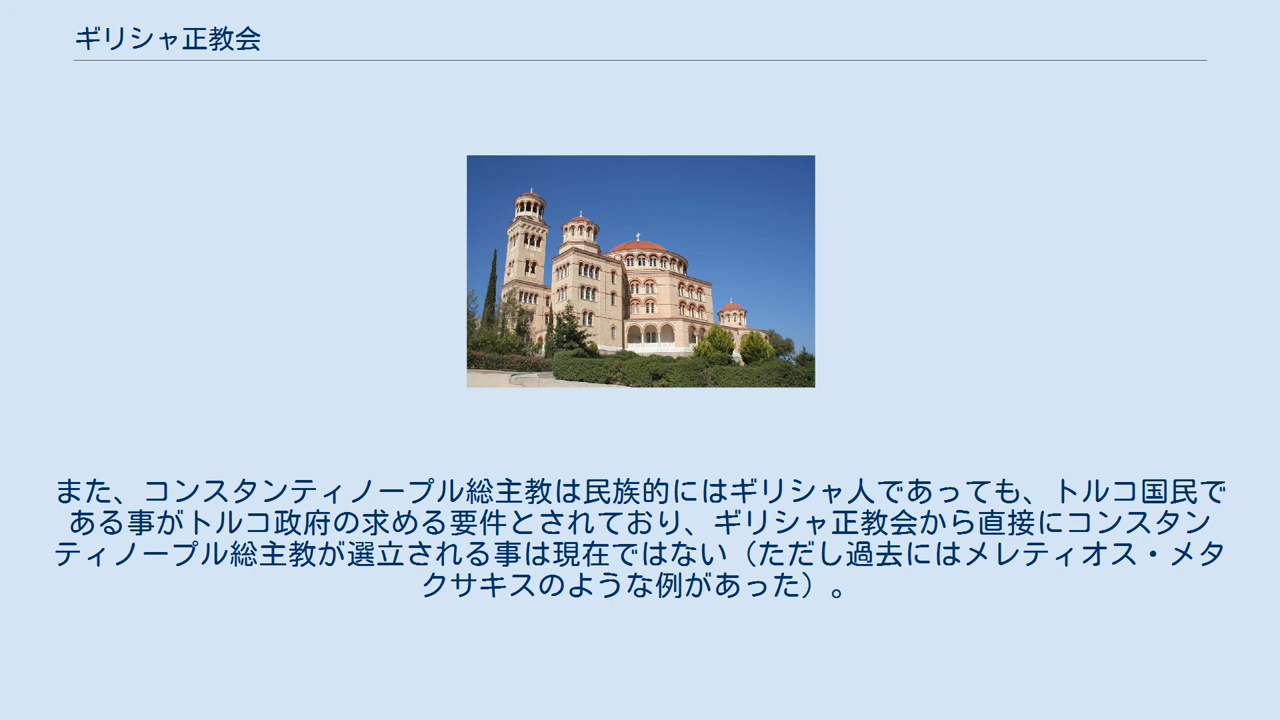 ギリシャ正教会
また、コンスタンティノープル総主教は民族的にはギリシャ人であっても、トルコ国民で
ある事がトルコ政府の求める要件とされており、ギリシャ正教会から直接にコンスタン
ティノープル総主教が選立される事は現在ではない（ただし過去にはメレティオス・メタ
クサキスのような例があった）。